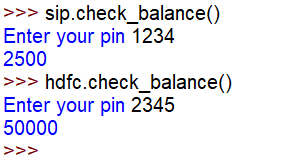 >>> sip.check_balance()
Enter your pin 1234
2500
>>> hdfc.check_balance()
Enter your pin 2345
50000
>>>